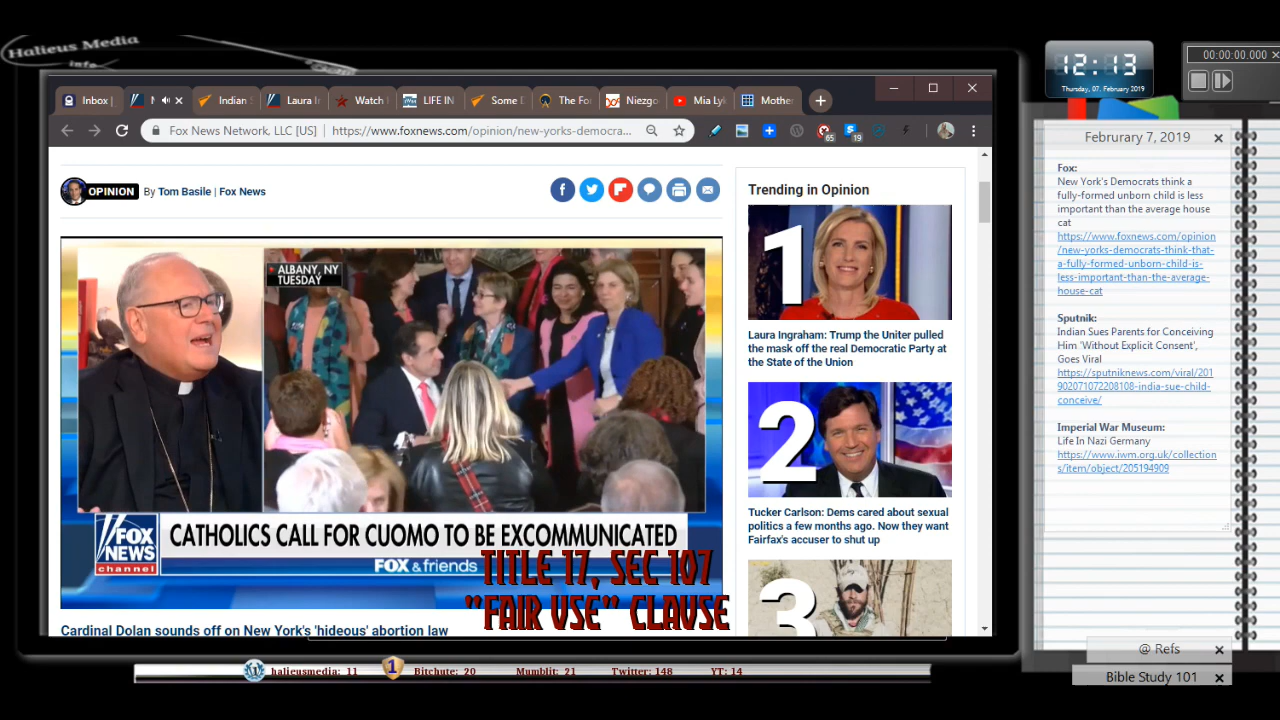 Halieus Media
info
Inbox |
Indian
Laura I
Watch
LIFE IN
Some
The Fo
Niezgo
Mia Ly
Mothe
Fox News Network, LLC [US] | https://www.foxnews.com/opinion/new-yorks-democra...
65
19
OPINION By Tom Basile | Fox News
ALBANY, NY
TUESDAY
FOX
NEWS
channel
CATHOLICS CALL FOR CUOMO TO BE EXCOMMUNICATED
FOX & friends
TITLE 17, SEC 107
"FAIR USE" CLAUSE
Cardinal Dolan sounds off on New York's 'hideous' abortion law
Trending in Opinion
1
Laura Ingraham: Trump the Uniter pulled
the mask off the real Democratic Party at
the State of the Union
2
Tucker Carlson: Dems cared about sexual
politics a few months ago. Now they want
Fairfax's accuser to shut up
3
12:13
Thursday, 07. February 2019
00:00:00.000
Februrary 7, 2019
Fox:
New York's Democrats think a
fully-formed unborn child is less
important than the average house
cat
https://www.foxnews.com/opinion
/new-yorks-democrats-think-that-
a-fully-formed-unborn-child-is-
less-important-than-the-average-
house-cat
Sputnik:
Indian Sues Parents for Conceiving
Him 'Without Explicit Consent',
Goes Viral
https://sputniknews.com/viral/201
902071072208108-india-sue-child-
conceive/
Imperial War Museum:
Life In Nazi Germany
https://www.iwm.org.uk/collection
s/item/object/205194909
@ Refs
Bible Study 101
halieusmedia: 11
1
Bitchute: 20
Mumblit: 21
Twitter: 148
YT: 14